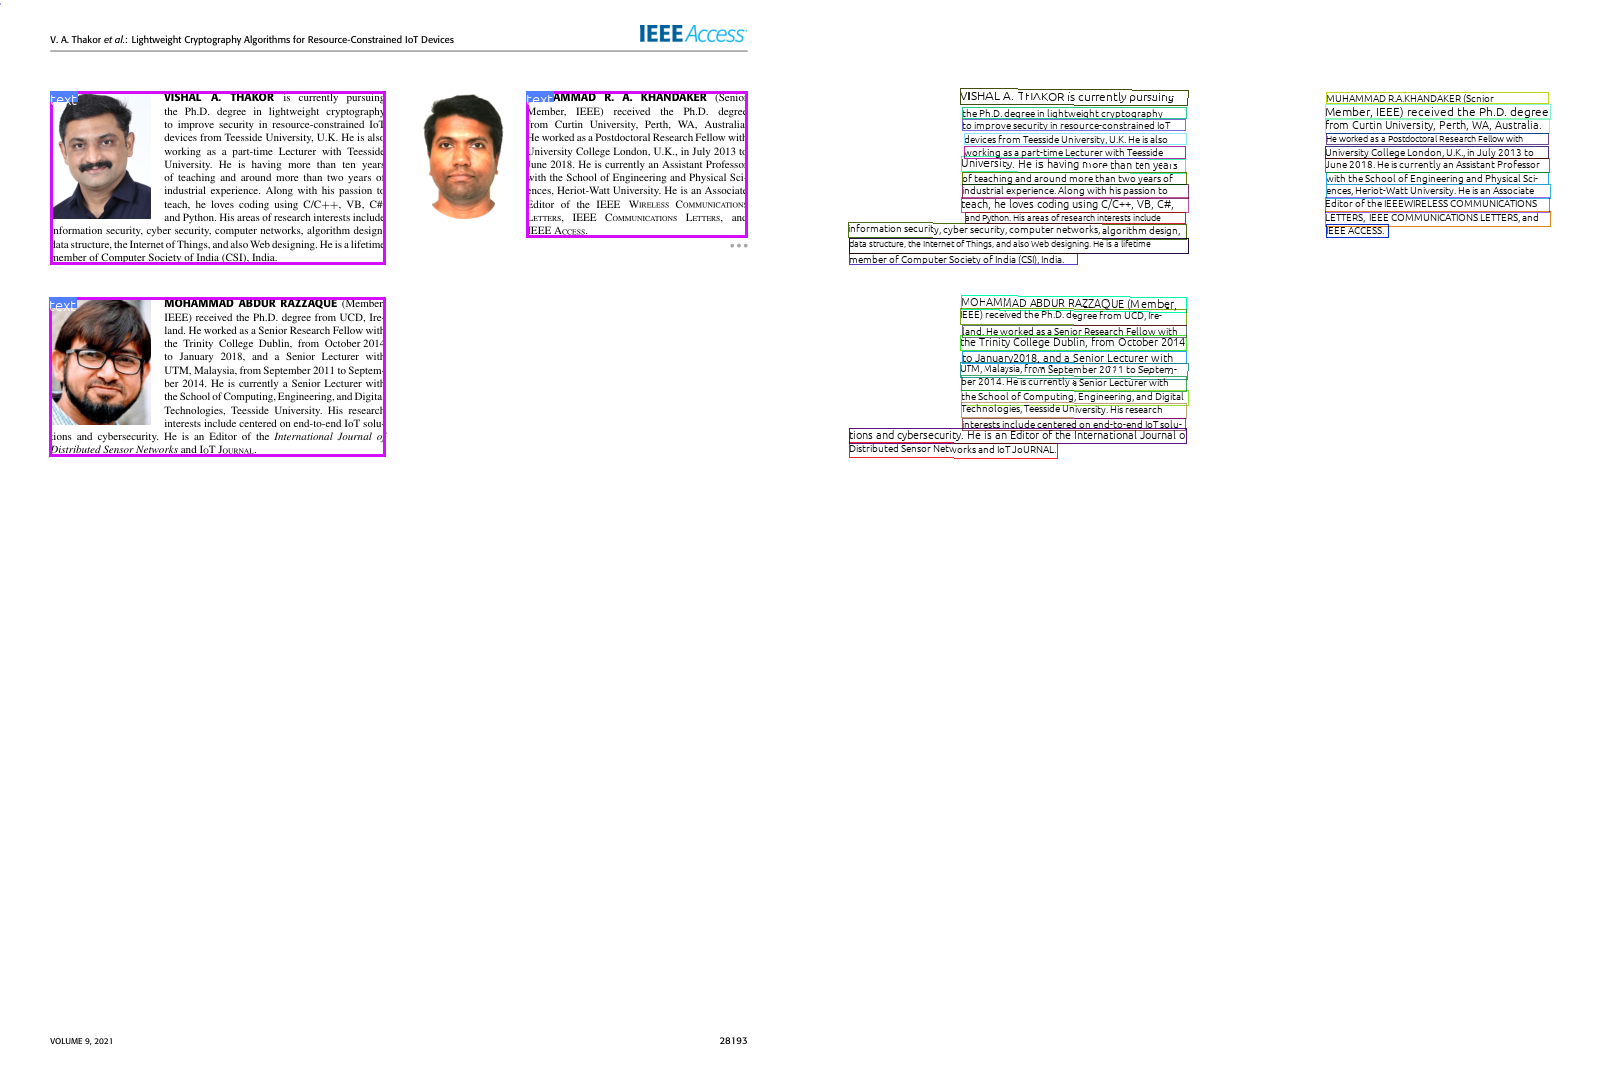 V. A. Thakor et al.: Lightweight Cryptography Algorithms for Resource-Constrained IoT Devices
IEEE Access
text
VISHAL A. THAKOR is currently pursuing
the Ph.D. degree in lightweight cryptography
to improve security in resource-constrained IoT
devices from Teesside University, U.K. He is also
working as a part-time Lecturer with Teesside
University. He is having more than ten years
of teaching and around more than two years of
industrial experience. Along with his passion to
teach, he loves coding using C/C++, VB, C#
and Python. His areas of research interests include
information security, cyber security, computer networks, algorithm design
data structure, the Internet of Things, and also Web designing. He is a lifetime
member of Computer Society of India (CSI), India.
text
MOHAMMAD ABDUR RAZZAQUE (Member
IEEE) received the Ph.D. degree from UCD, Ire-
land. He worked as a Senior Research Fellow with
the Trinity College Dublin, from October 2014
to January 2018, and a Senior Lecturer with
UTM, Malaysia, from September 2011 to Septem-
ber 2014. He is currently a Senior Lecturer with
the School of Computing, Engineering, and Digital
Technologies, Teesside University. His research
interests include centered on end-to-end IoT solu-
tions and cybersecurity. He is an Editor of the International Journal of
Distributed Sensor Networks and IoT JOURNAL.
text
AMMAD R. A. KHANDAKER (Senior
Member, IEEE) received the Ph.D. degree
from Curtin University, Perth, WA, Australia
He worked as a Postdoctoral Research Fellow with
University College London, U.K., in July 2013 to
June 2018. He is currently an Assistant Professor
with the School of Engineering and Physical Sci-
ences, Heriot-Watt University. He is an Associate
Editor of the IEEE WIRELESS COMMUNICATIONS
LETTERS, IEEE COMMUNICATIONS LETTERS, and
IEEE ACCESS.
VOLUME 9, 2021
28193
VISHAL A. THAKOR is currently pursuing
the Ph.D. degree in lightweight cryptography
to improve security in resource-constrained IoT
devices from Teesside University, U.K. He is also
working as a part-time Lecturer with Teesside
University. He is having more than ten years
of teaching and around more than two years of
industrial experience. Along with his passion to
teach, he loves coding using C/C++, VB, C#,
and Python. His areas of research interests include
information security, cyber security, computer networks, algorithm design,
data structure, the Internet of Things, and also Web designing. He is a lifetime
member of Computer Society of India (CSI), India.
MOHAMMAD ABDUR RAZZAQUE (Member,
IEEE) received the Ph.D. degree from UCD, Ire-
land. He worked as a Senior Research Fellow with
the Trinity College Dublin, from October 2014
to January2018, and a Senior Lecturer with
UTM, Malaysia, from September 2011 to Septem-
ber 2014. He is currently a Senior Lecturer with
the School of Computing, Engineering, and Digital
Technologies, Teesside University. His research
interests include centered on end-to-end IoT solu-
tions and cybersecurity. He is an Editor of the International Journal o
Distributed Sensor Networks and IoT JoURNAL.
MUHAMMAD R.A.KHANDAKER (Scnior
Member, IEEE) received the Ph.D. degree
from Curtin University, Perth, WA, Australia.
He worked as a Postdoctoral Research Fellow with
University College London, U.K., in July 2013 to
June 2018. He is currently an Assistant Professor
with the School of Engineering and Physical Sci-
ences, Heriot-Watt University. He is an Associate
Editor of the IEEEWIRELESS COMMUNICATIONS
LETTERS, IEEE COMMUNICATIONS LETTERS, and
IEEE ACCESS.